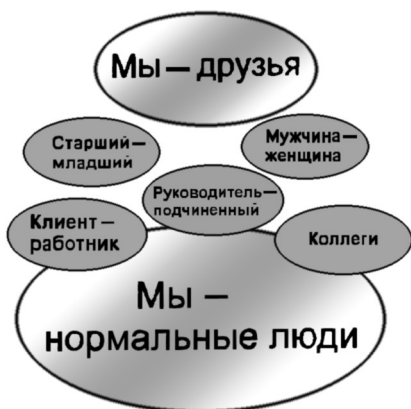 Мы – друзья
Старший –
младший
Мужчина –
женщина
Руководитель –
подчиненный
Клиент –
работник
Коллеги
Мы –
нормальные люди